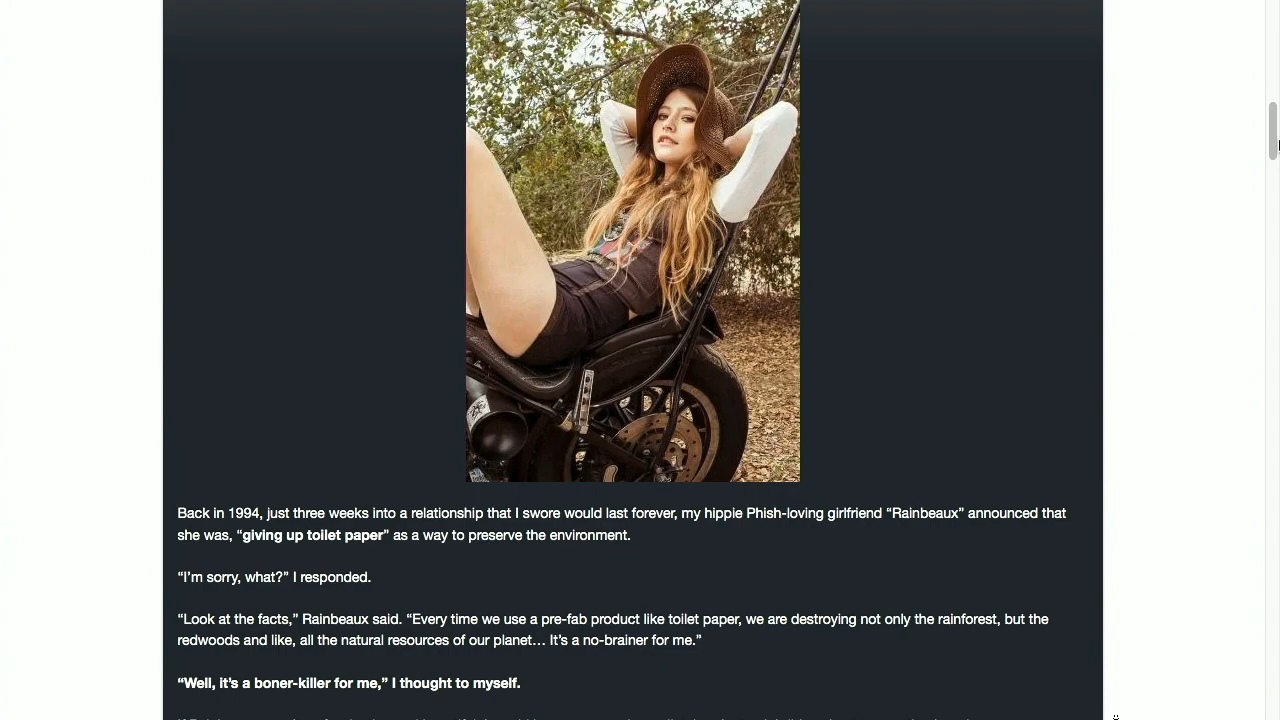 Back in 1994, just three weeks into a relationship that I swore would last forever, my hippie Phish-loving girlfriend “Rainbeaux” announced that
she was, “giving up toilet paper” as a way to preserve the environment.
“I’m sorry, what?” I responded.
“Look at the facts,” Rainbeaux said. “Every time we use a pre-fab product like toilet paper, we are destroying not only the rainforest, but the
redwoods and like, all the natural resources of our planet… It’s a no-brainer for me.”
“Well, it’s a boner-killer for me,” I thought to myself.